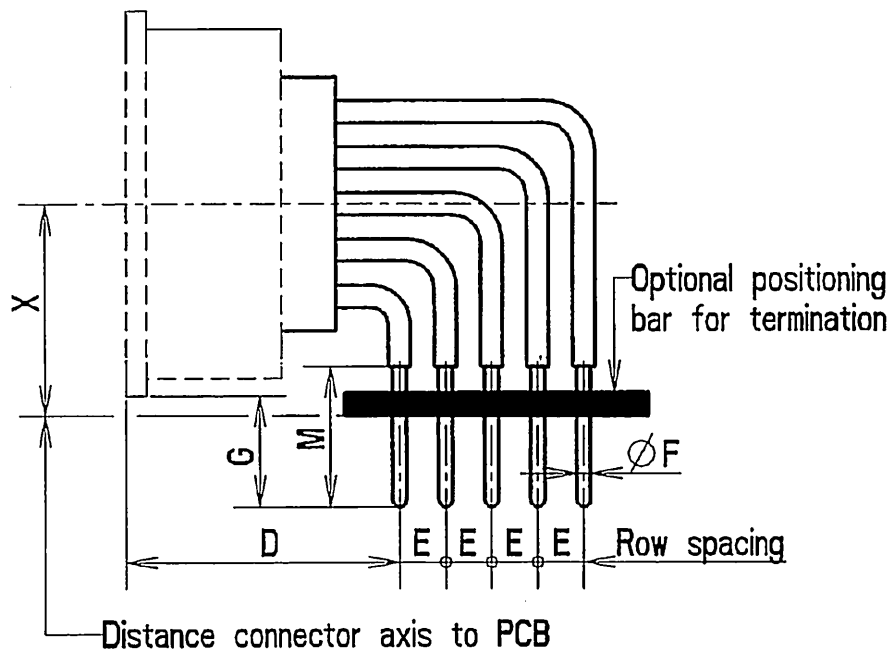 Optional positioning
bar for termination
X
G
M
ØF
D
E E E E
Row spacing
Distance connector axis to PCB